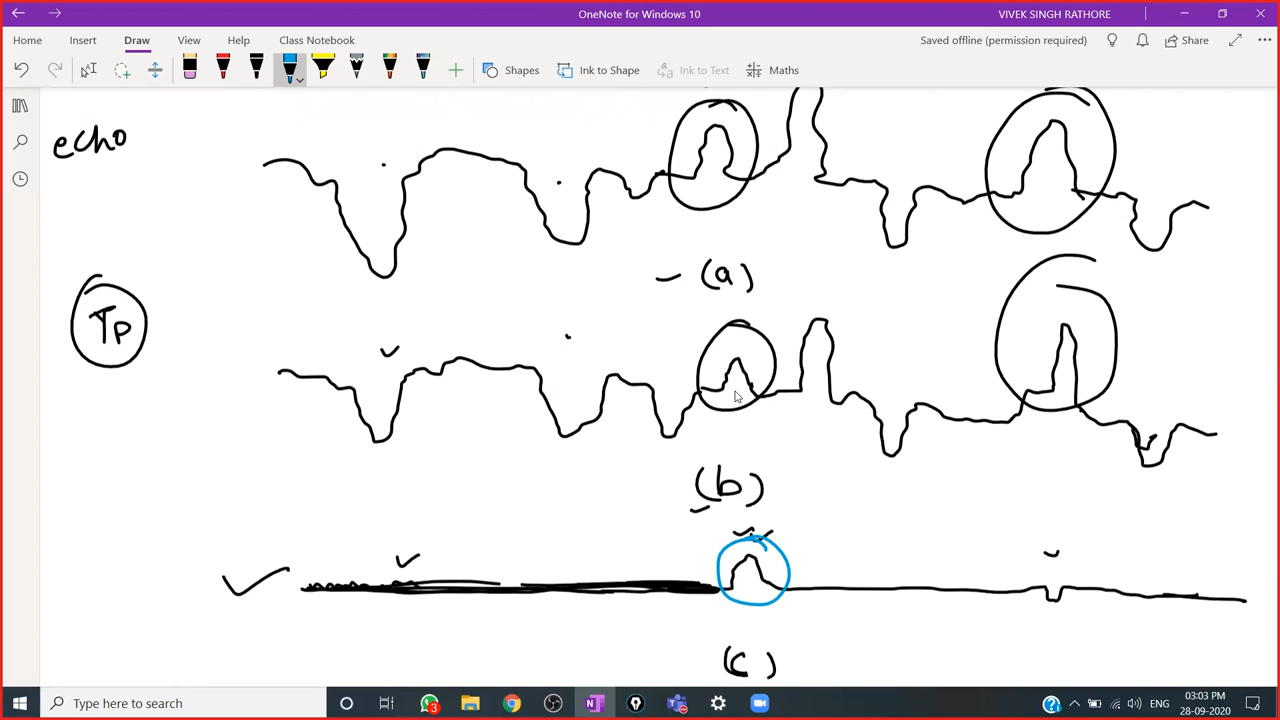 OneNote for Windows 10
VIVEK SINGH RATHORE
Home Insert Draw View Help Class Notebook
Saved offline (permission required)
Share
Shapes
Ink to Shape
Ink to Text
Maths
echo
(a)
Tp
(b)
(c)
Type here to search
3
ENG
03:03 PM
28-09-2020